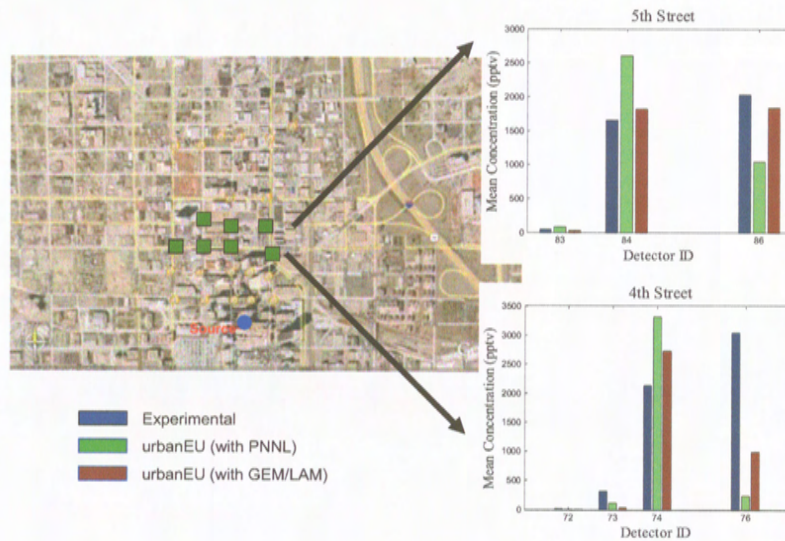 5th Street
Mean Concentration (pptv)
3000
2500
2000
1500
1000
500
0
83
84
86
Detector ID
Source
4th Street
Mean Concentration (pptv)
3500
3000
2500
2000
1500
1000
500
0
72
73
74
76
Detector ID
Experimental
urbanEU (with PNNL)
urbanEU (with GEM/LAM)